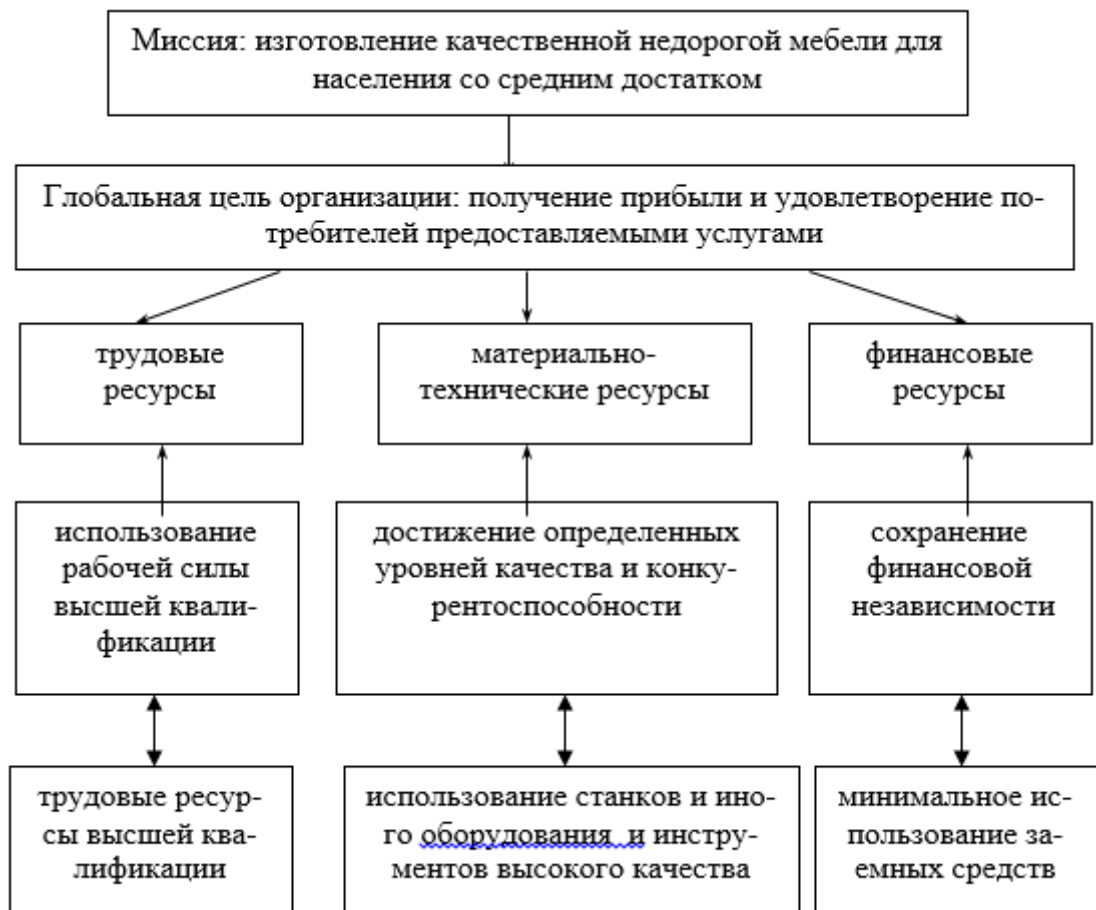 Миссия: изготовление качественной недорогой мебели для
населения со средним достатком
Глобальная цель организации: получение прибыли и удовлетворение по-
требителей предоставляемыми услугами
трудовые
ресурсы
материально-
технические ресурсы
финансовые
ресурсы
использование
рабочей силы
высшей квали-
фикации
достижение определенных
уровней качества и конку-
рентоспособности
сохранение
финансовой
независимости
трудовые ресур-
сы высшей ква-
лификации
использование станков и ино-
го оборудования и инстру-
ментов высокого качества
минимальное ис-
пользование за-
емных средств